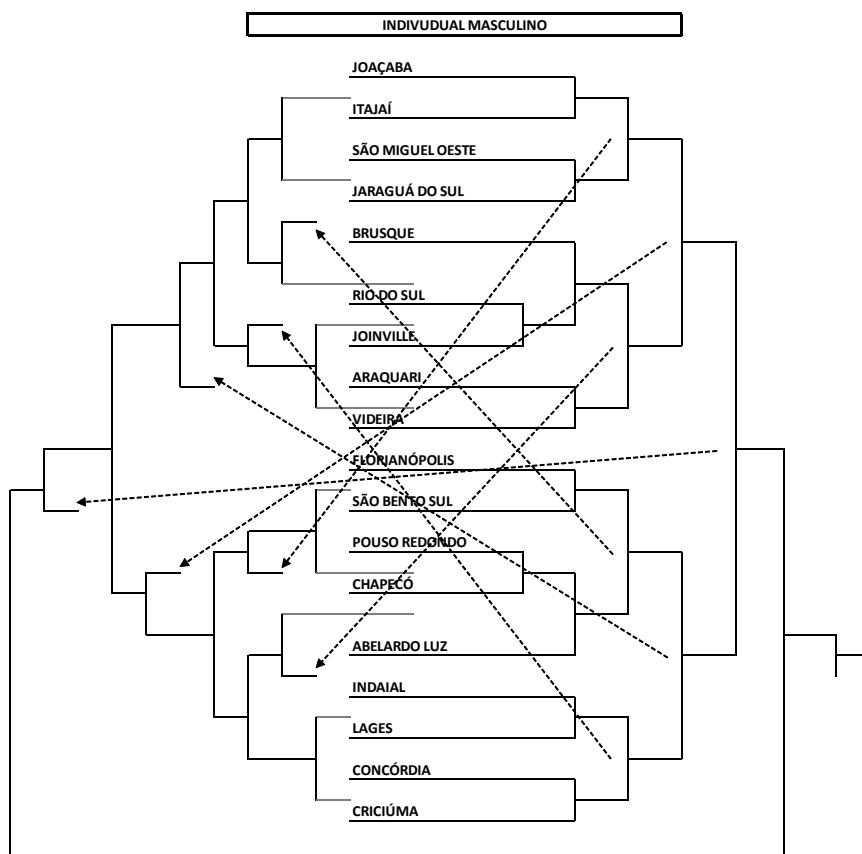 INDIVUDUAL MASCULINO
JOAÇABA
ITAJAÍ
SÃO MIGUEL OESTE
JARAGUÁ DO SUL
BRUSQUE
RIO DO SUL
JOINVILLE
ARAQUARI
VIDEIRA
FLORIANÓPOLIS
SÃO BENTO SUL
POUSO REDONDO
CHAPECÓ
ABELARDO LUZ
INDAIAL
LAGES
CONCÓRDIA
CRICIÚMA